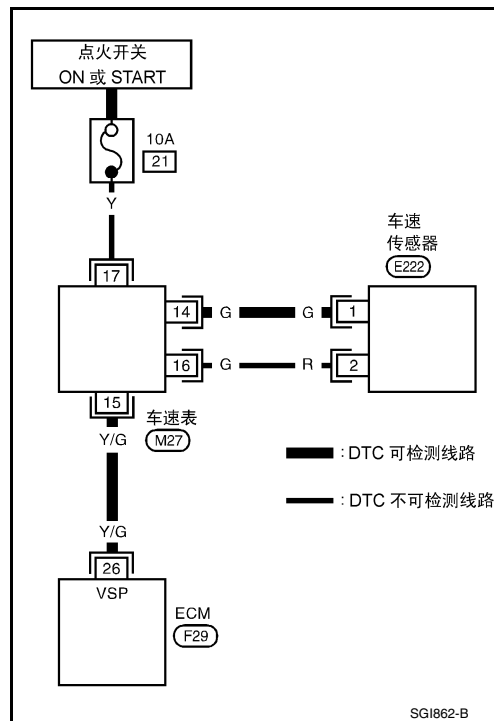 点火开关
ON 或 START
10A
21
Y
17
车速
传感器
E222
14
G
G
1
16
G
R
2
15
车速表
M27
Y/G
: DTC 可检测线路
: DTC 不可检测线路
Y/G
26
VSP
ECM
F29
SGI862-B